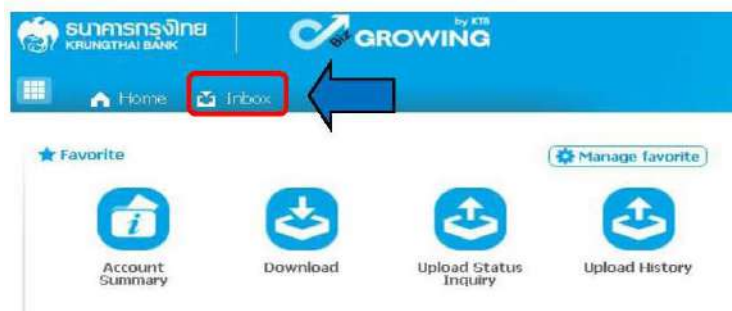 ธนาคารกรุงไทย
KRUNGTHAI BANK
Biz GROWING
by KTB
Home Inbox
Favorite
Manage favorite
Account
Summary
Download
Upload Status
Inquiry
Upload History